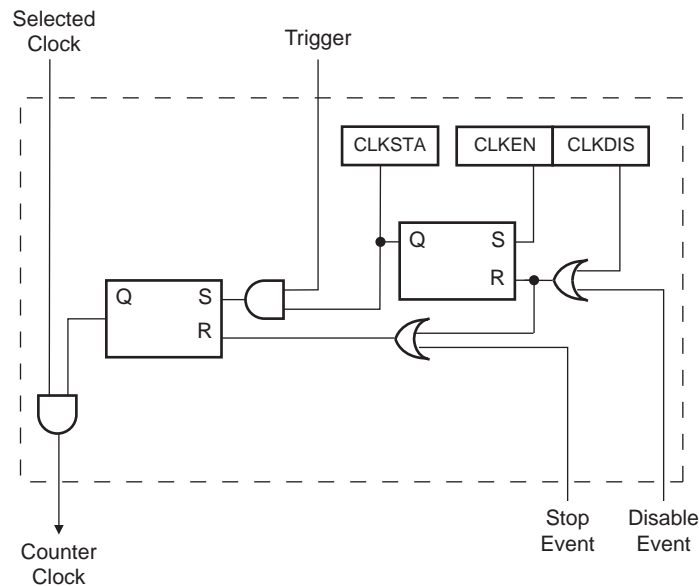 Selected
Clock
Trigger
CLKSTA
CLKEN
CLKDIS
Q
S
R
Q
S
R
Counter
Clock
Stop
Event
Disable
Event